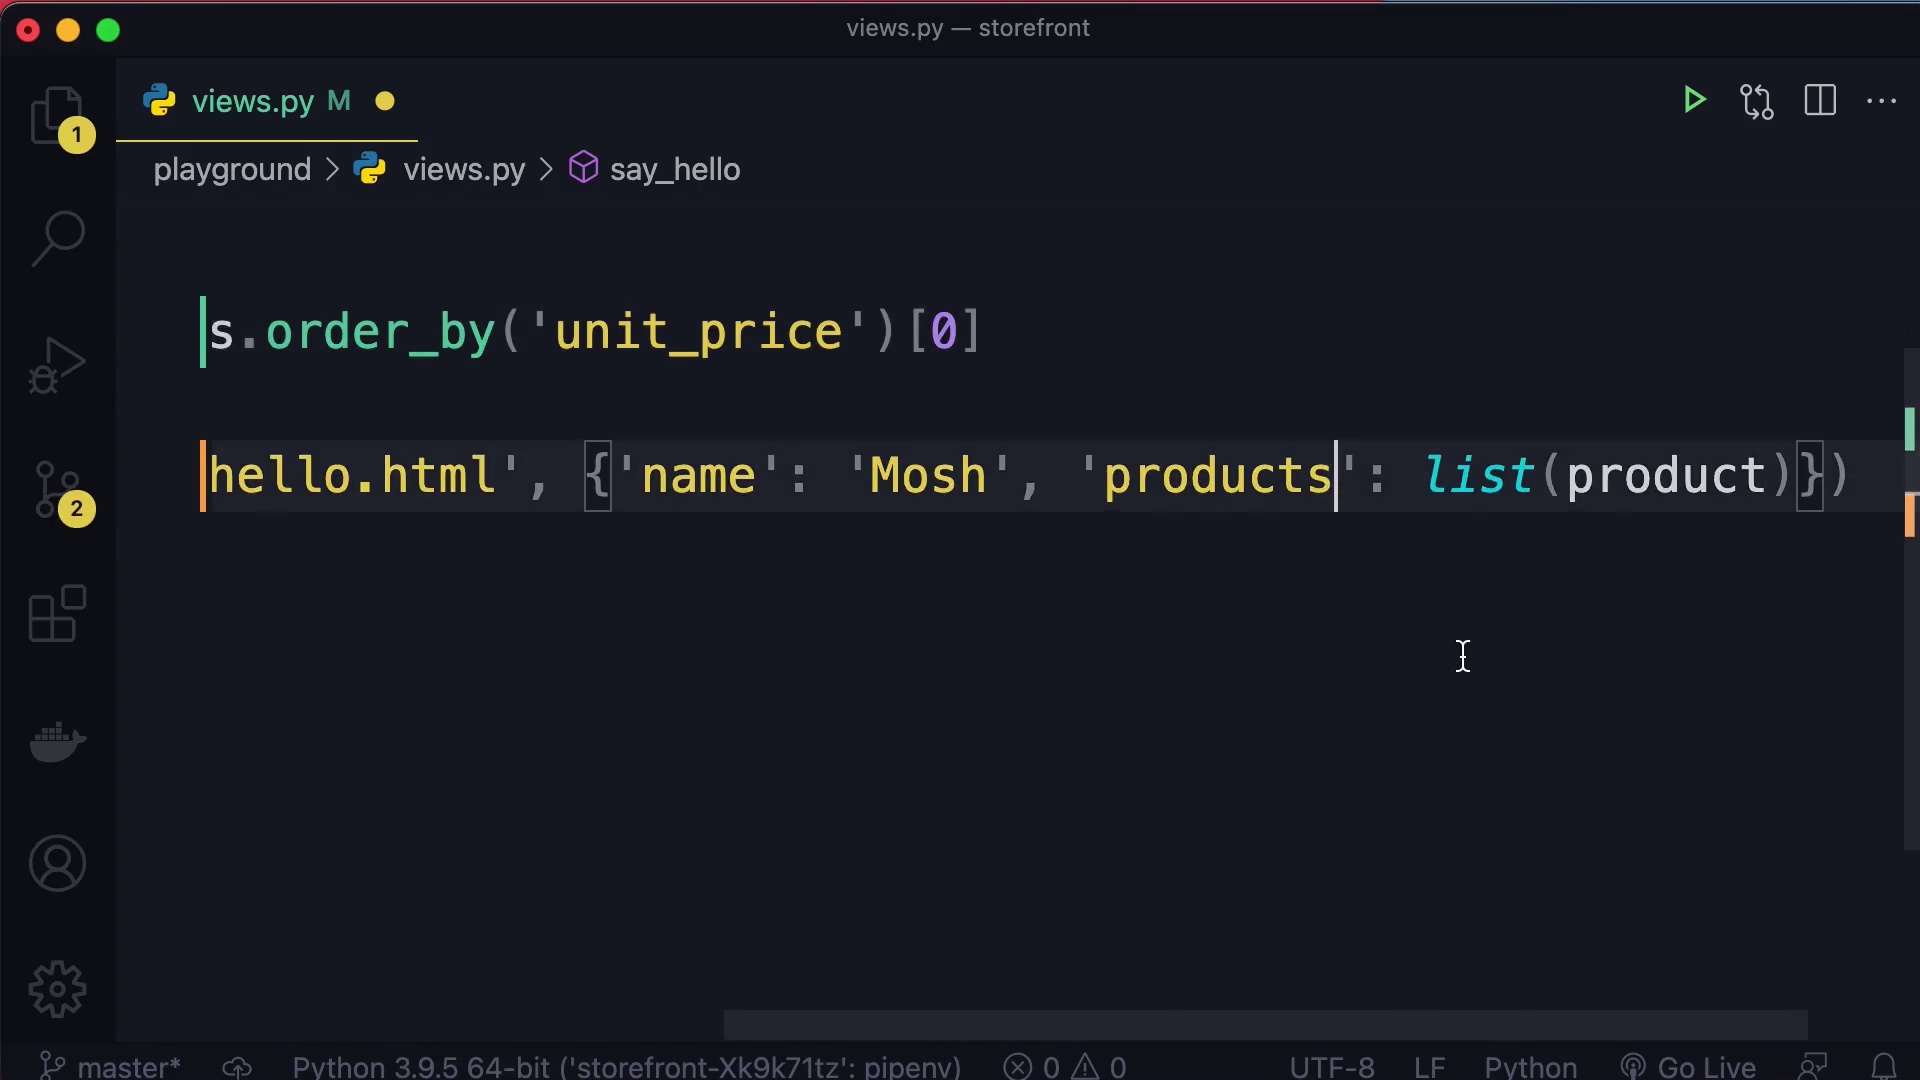 views.py — storefront
views.py M
1
playground > views.py > say_hello
s.order_by('unit_price')[0]
hello.html', {'name': 'Mosh', 'products': list(product)})
2
master* Python 3.9.5 64-bit ('storefront-Xk9k71tz': pipenv) 0 0 UTF-8 LF Python Go Live